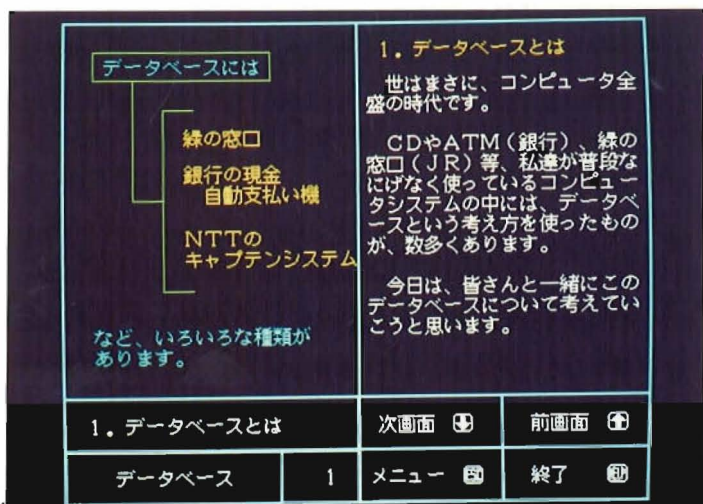 データベースには
緑の窓口
銀行の現金
自動支払い機
NTTの
キャプテンシステム
など、いろいろな種類が
あります。
1.データベースとは
世はまさに、コンピュータ全
盛の時代です。
CDやATM(銀行)、緑の
窓口(JR)等、私達が普段な
にげなく使っているコンピュー
タシステムの中には、データベ
ースという考え方を使ったもの
が、数多くあります。
今日は、皆さんと一緒にこの
データベースについて考えてい
こうと思います。
1.データベースとは
次画面 ⬇
前画面 ⬆
データベース 1
メニュー
終了